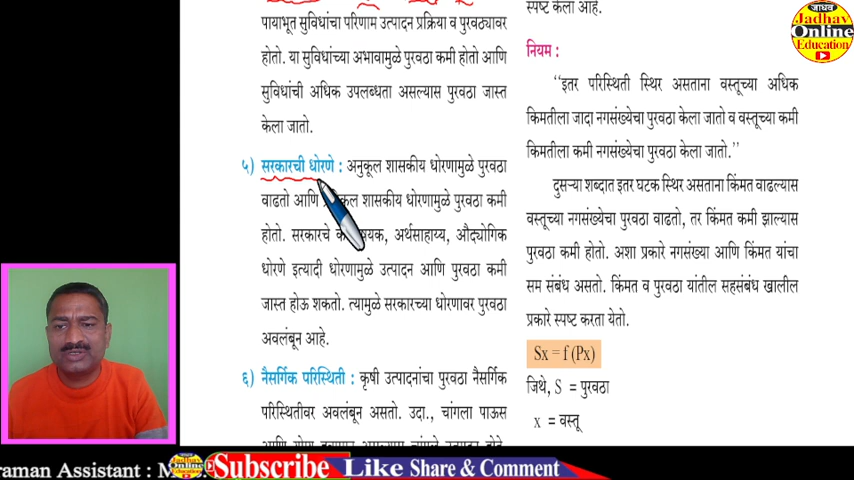 पायाभूत सुविधांचा परिणाम उत्पादन प्रक्रिया व पुरवठ्यावर
होतो. या सुविधांच्या अभावामुळे पुरवठा कमी होतो आणि
सुविधांची अधिक उपलब्धता असल्यास पुरवठा जास्त
केला जातो.
५) सरकारची धोरणे : अनुकूल शासकीय धोरणामुळे पुरवठा
वाढतो आणि शासकीय धोरणामुळे पुरवठा कमी
होतो. सरकारचे अर्थसाहाय्य, औद्योगिक
धोरणे इत्यादी धोरणामुळे उत्पादन आणि पुरवठा कमी
जास्त होऊ शकतो. त्यामुळे सरकारच्या धोरणावर पुरवठा
अवलंबून आहे.
६) नैसर्गिक परिस्थिती : कृषी उत्पादनांचा पुरवठा नैसर्गिक
परिस्थितीवर अवलंबून असतो. उदा., चांगला पाऊस
स्पष्ट केला आहे.
नियम :
“इतर परिस्थिती स्थिर असताना वस्तूच्या अधिक
किमतीला जादा नगसंख्येचा पुरवठा केला जातो व वस्तूच्या कमी
किमतीला कमी नगसंख्येचा पुरवठा केला जातो.”
दुसऱ्या शब्दात इतर घटक स्थिर असताना किंमत वाढल्यास
वस्तूच्या नगसंख्येचा पुरवठा वाढतो, तर किंमत कमी झाल्यास
पुरवठा कमी होतो. अशा प्रकारे नगसंख्या आणि किंमत यांचा
सम संबंध असतो. किंमत व पुरवठा यांतील सहसंबंध खालील
प्रकारे स्पष्ट करता येतो.
Sx = f (Px)
जिथे, S = पुरवठा
x = वस्तू
जाधव
Jadhav
Online
Education
raman Assistant :
Jadhav
Online
Education
Subscribe Like Share & Comment